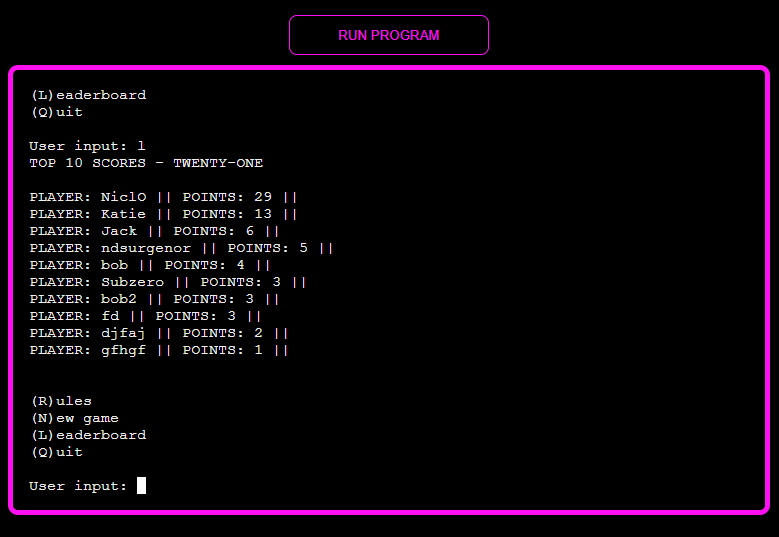 RUN PROGRAM
(L)eaderboard
(Q)uit
User input: l
TOP 10 SCORES - TWENTY-ONE
PLAYER: NiclO || POINTS: 29 ||
PLAYER: Katie || POINTS: 13 ||
PLAYER: Jack || POINTS: 6 ||
PLAYER: ndsurgenor || POINTS: 5 ||
PLAYER: bob || POINTS: 4 ||
PLAYER: Subzero || POINTS: 3 ||
PLAYER: bob2 || POINTS: 3 ||
PLAYER: fd || POINTS: 3 ||
PLAYER: djfaj || POINTS: 2 ||
PLAYER: gfhgf || POINTS: 1 ||
(R)ules
(N)ew game
(L)eaderboard
(Q)uit
User input: